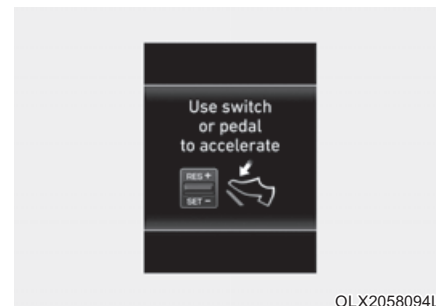 Use switch
or pedal
to accelerate
RES +
SET -
OLX2058094L